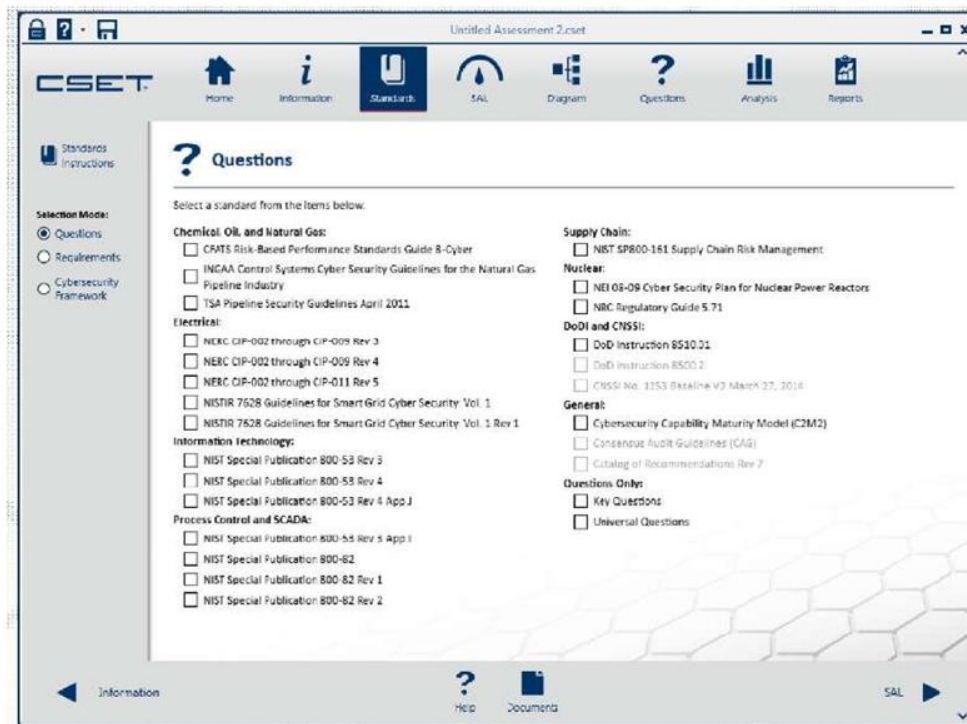 Untitled Assessment 2.cset
CSET
Home
Information
Standards
SAL
Diagram
Questions
Analysis
Reports
Standards
Instructions
Selection Mode:
Questions
Requirements
Cybersecurity
Framework
? Questions
Select a standard from the items below:
Chemical, Oil, and Natural Gas:
CFATS Risk-Based Performance Standards Guide 8-Cyber
INGAA Control Systems Cyber Security Guidelines for the Natural Gas
Pipeline Industry
TSA Pipeline Security Guidelines April 2011
Electrical:
NERC CIP-002 through CIP-009 Rev 3
NERC CIP-002 through CIP-009 Rev 4
NERC CIP-002 through CIP-011 Rev 5
NISTIR 7628 Guidelines for Smart Grid Cyber Security: Vol. 1
NISTIR 7628 Guidelines for Smart Grid Cyber Security: Vol. 1 Rev 1
Information Technology:
NIST Special Publication 800-53 Rev 3
NIST Special Publication 800-53 Rev 4
NIST Special Publication 800-53 Rev 4 App J
Process Control and SCADA:
NIST Special Publication 800-53 Rev 3 App I
NIST Special Publication 800-82
NIST Special Publication 800-82 Rev 1
NIST Special Publication 800-82 Rev 2
Supply Chain:
NIST SP800-161 Supply Chain Risk Management
Nuclear:
NEI 08-09 Cyber Security Plan for Nuclear Power Reactors
NRC Regulatory Guide 5.71
DoDI and CNSSI:
DoD Instruction 8510.01
DoD Instruction 8500.2
CNSSI No. 1253 Baseline V2 March 27, 2014
General:
Cybersecurity Capability Maturity Model (C2M2)
Consensus Audit Guidelines (CAG)
Catalog of Recommendations Rev 7
Questions Only:
Key Questions
Universal Questions
Information
Help
Documents
SAL